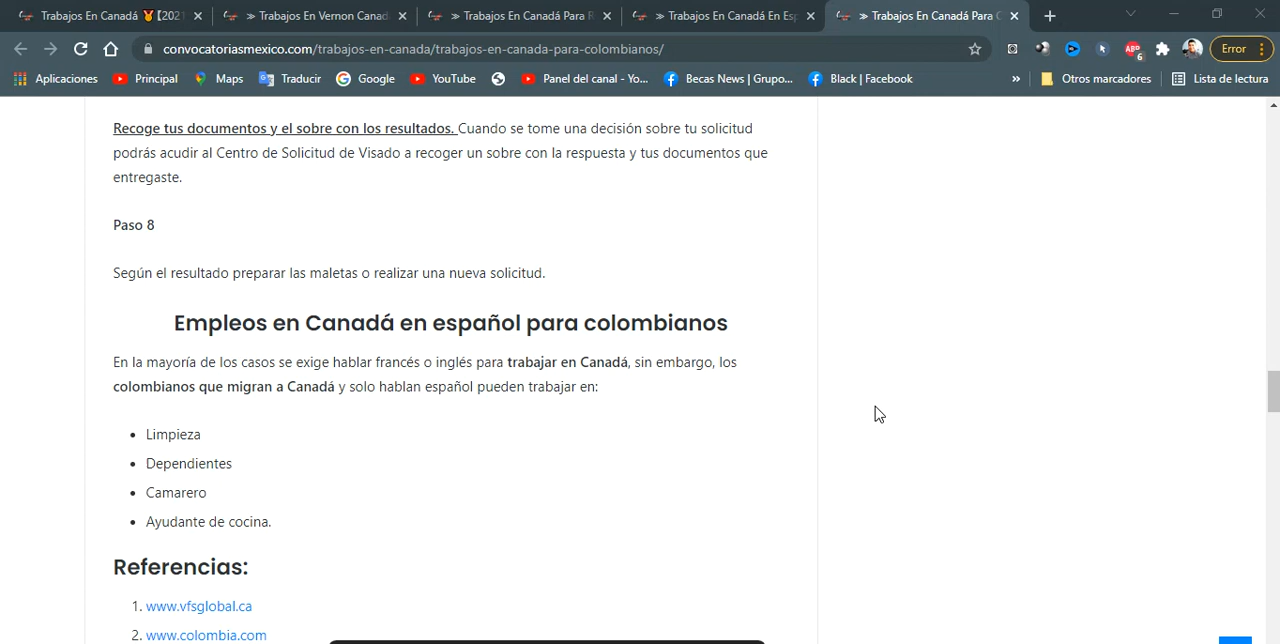 Trabajos En Canadá 🏅【2021
≫ Trabajos En Vernon Canad
≫ Trabajos En Canadá Para R
≫ Trabajos En Canadá En Esp
≫ Trabajos En Canadá Para C
convocatoriasmexico.com/trabajos-en-canada/trabajos-en-canada-para-colombianos/
ABP
6
Error
Aplicaciones
Principal
Maps
Traducir
Google
YouTube
Panel del canal - Yo...
Becas News | Grupo...
Black | Facebook
»
Otros marcadores
Lista de lectura
Recoge tus documentos y el sobre con los resultados. Cuando se tome una decisión sobre tu solicitud
podrás acudir al Centro de Solicitud de Visado a recoger un sobre con la respuesta y tus documentos que
entregaste.
Paso 8
Según el resultado preparar las maletas o realizar una nueva solicitud.
Empleos en Canadá en español para colombianos
En la mayoría de los casos se exige hablar francés o inglés para trabajar en Canadá, sin embargo, los
colombianos que migran a Canadá y solo hablan español pueden trabajar en:
• Limpieza
• Dependientes
• Camarero
• Ayudante de cocina.
Referencias:
1. www.vfsglobal.ca
2. www.colombia.com